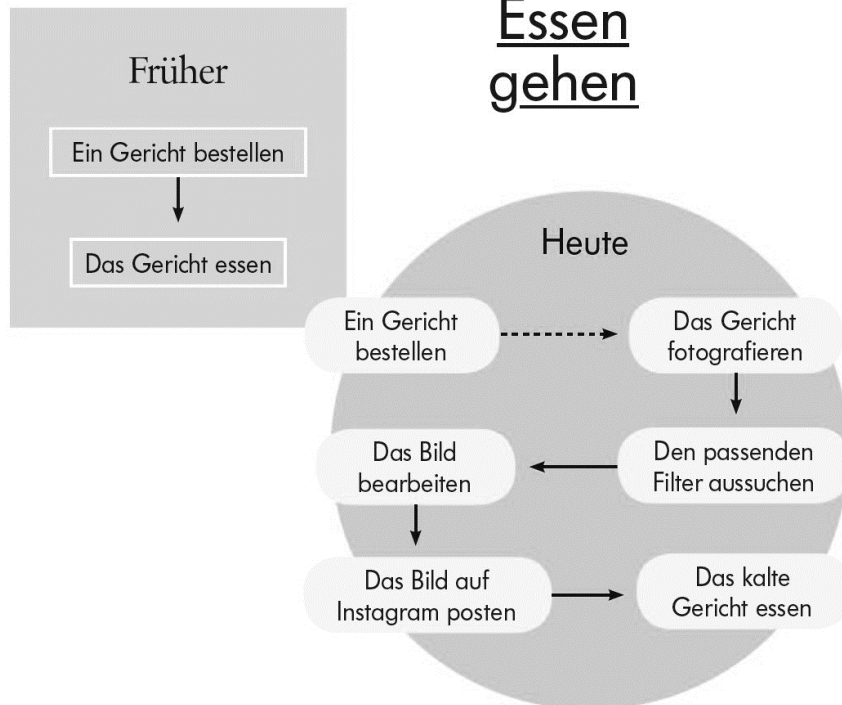 Essen
gehen
Früher
Ein Gericht bestellen
Das Gericht essen
Heute
Ein Gericht
bestellen
Das Gericht
fotografieren
Den passenden
Filter aussuchen
Das Bild
bearbeiten
Das Bild auf
Instagram posten
Das kalte
Gericht essen